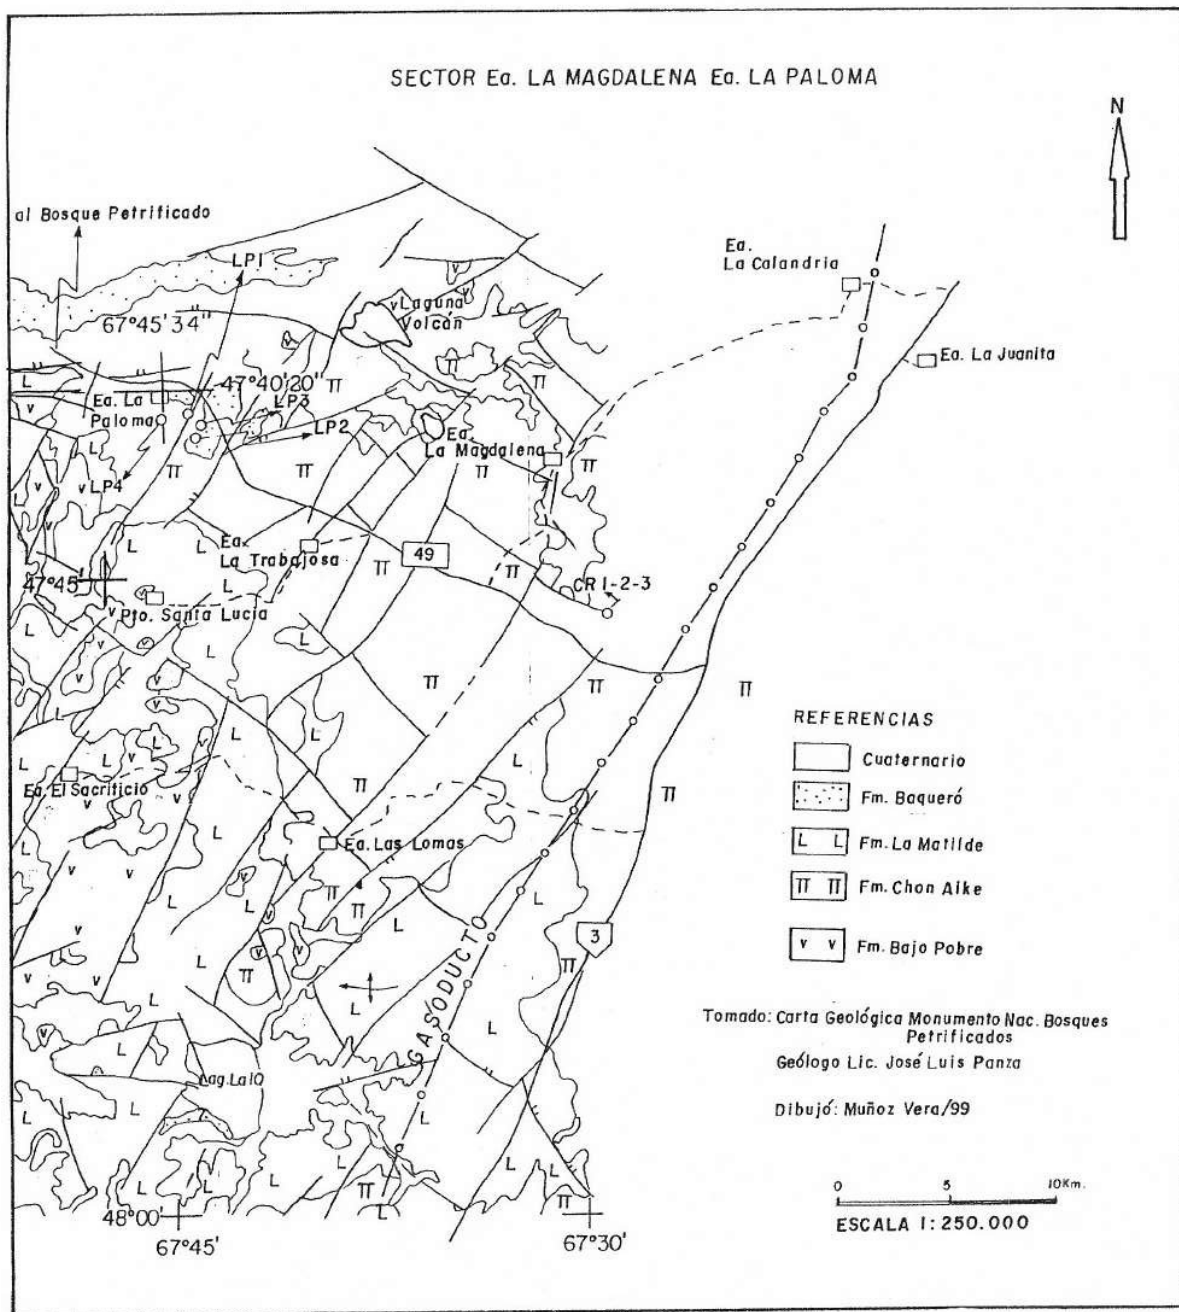 SECTOR Ea. LA MAGDALENA Ea. LA PALOMA
N
al Bosque Petrificado
Ea.
La Calandria
LP1
Laguna
Volcán
67°45'34"
Ea. La Juanita
47°40'20"
Ea. La
Paloma
LP3
LP2
Ea.
La Magdalena
LP4
Ea.
La Trabajosa
49
47°45'
CR 1-2-3
Pto. Santa Lucía
REFERENCIAS
Cuaternario
Ea. El Sacrificio
Fm. Baqueró
Ea. Las Lomas
L L Fm. La Matilde
π π Fm. Chon Aike
3
v v Fm. Bajo Pobre
GASODUCTO
Tomado: Carta Geológica Monumento Nac. Bosques
Petrificados
Geólogo Lic. José Luis Panza
Dibujó: Muñoz Vera/99
0 5 10 Km.
ESCALA 1:250.000
48°00'
67°45'
67°30'